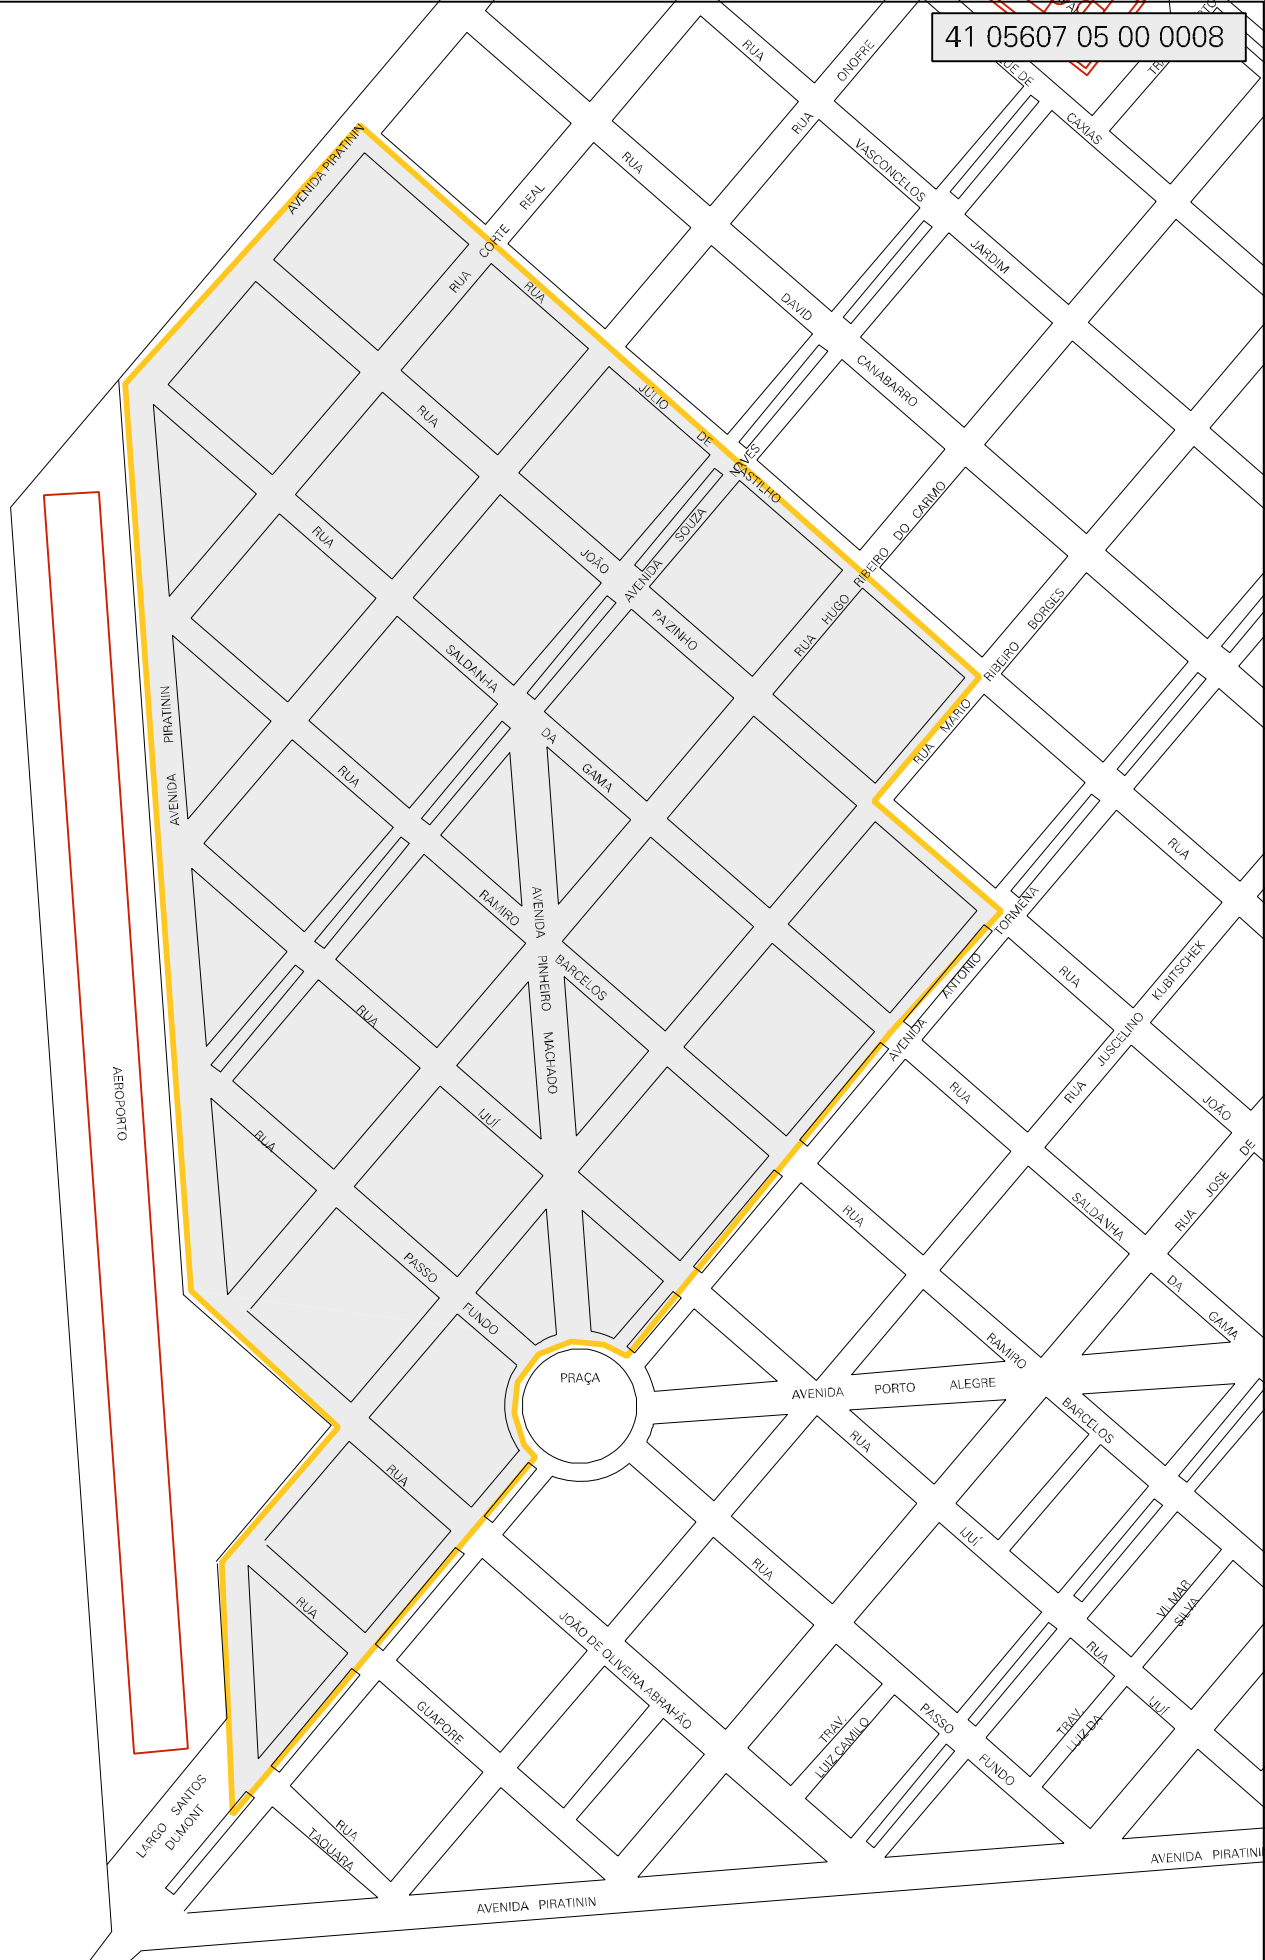 41 05607 05 00 0008
RUA
ONOFRE
RUA
VASCONCELOS
CAXIAS
JARDIM
AVENIDA PIRATININ
RUA
CORTE
REAL
RUA
RUA
DAVID
CANABARRO
JÚLIO
DE
CASTILHO
NOVES
SOUZA
AVENIDA
RUA
JOÃO
PAIZINHO
RUA
HUGO
RIBEIRO
DO
CARMO
RUA
MARIO
RIBEIRO
BORGES
RUA
SALDANHA
DA
GAMA
AVENIDA
PIRATININ
RUA
RAMIRO
BARCELOS
AVENIDA
PINHEIRO
MACHADO
RUA
IJUÍ
RUA
PASSO
FUNDO
AEROPORTO
AVENIDA
ANTONIO
TORMENA
RUA
RUA
JUSCELINO
KUBITSCHEK
RUA
JOÃO
RUA
JOSE
DE
RUA
SALDANHA
DA
GAMA
RUA
RAMIRO
BARCELOS
PRAÇA
AVENIDA
PORTO
ALEGRE
RUA
IJUÍ
RUA
RUA
JOÃO DE OLIVEIRA ABRAHÃO
RUA
PASSO
FUNDO
TRAV.
LUIZ CAMILO
RUA
IJUÍ
TRAV.
LUIZ DA
VILMAR
SILVA
RUA
GUAPORE
LARGO
SANTOS
DUMONT
RUA
TAQUARA
AVENIDA PIRATININ
AVENIDA PIRATINI